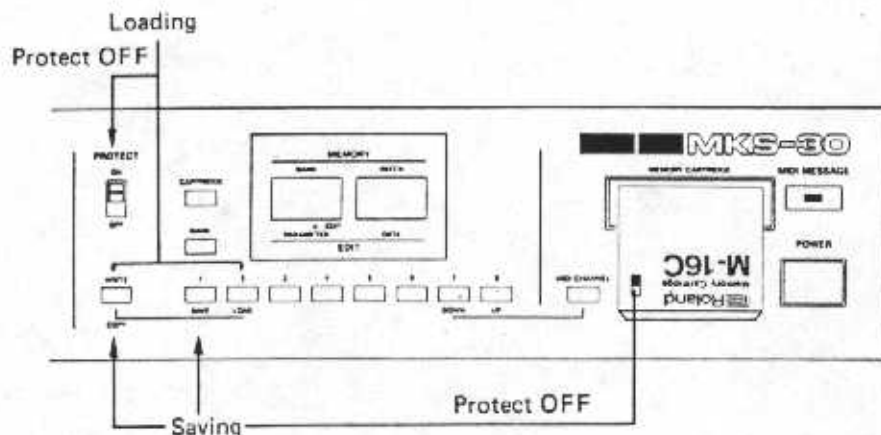 Loading
Protect OFF
PROTECT
ON
OFF
CARTRIDGE
BANK
MEMORY
BANK PATCH
EDIT
PARAMETER DATA
EDIT
MKS-30
MEMORY CARTRIDGE
MIDI MESSAGE
POWER
Roland
Memory Cartridge
M-16C
WRITE
1 2 3 4 5 6 7 8
MIDI CHANNEL
COPY
SAVE LOAD
DOWN UP
Protect OFF
Saving